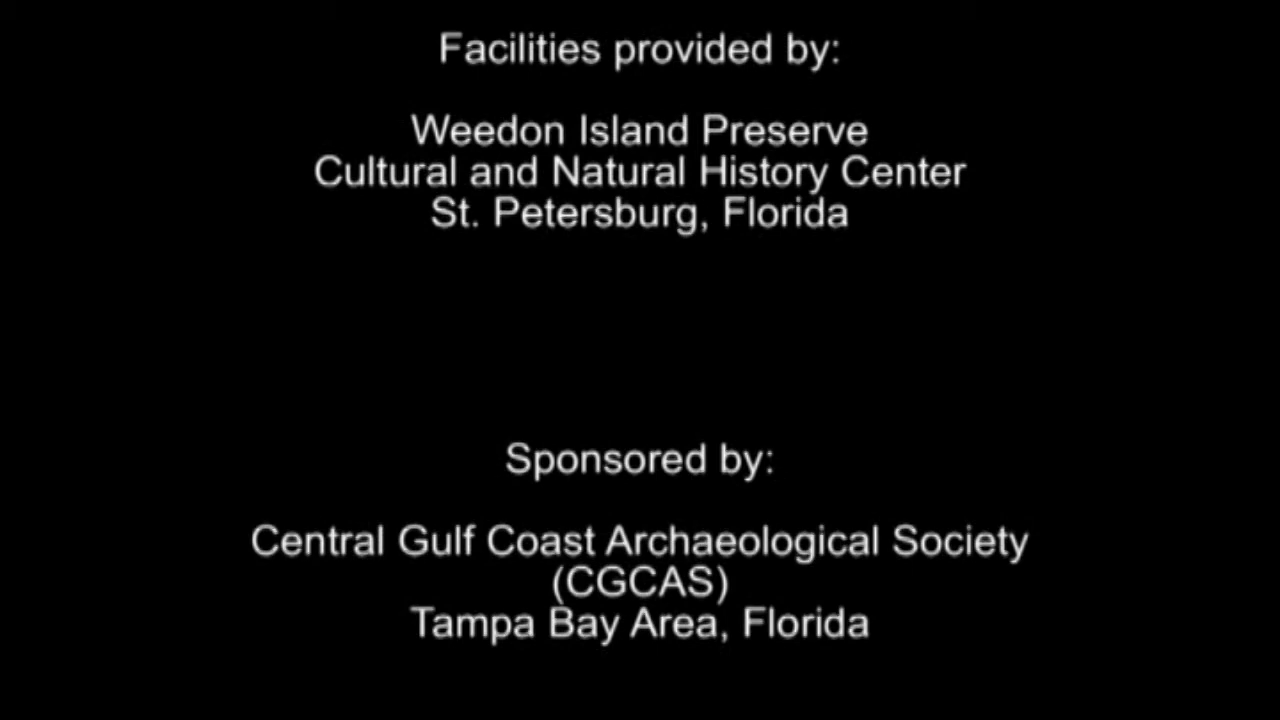 Facilities provided by:
Weedon Island Preserve
Cultural and Natural History Center
St. Petersburg, Florida
Sponsored by:
Central Gulf Coast Archaeological Society
(CGCAS)
Tampa Bay Area, Florida